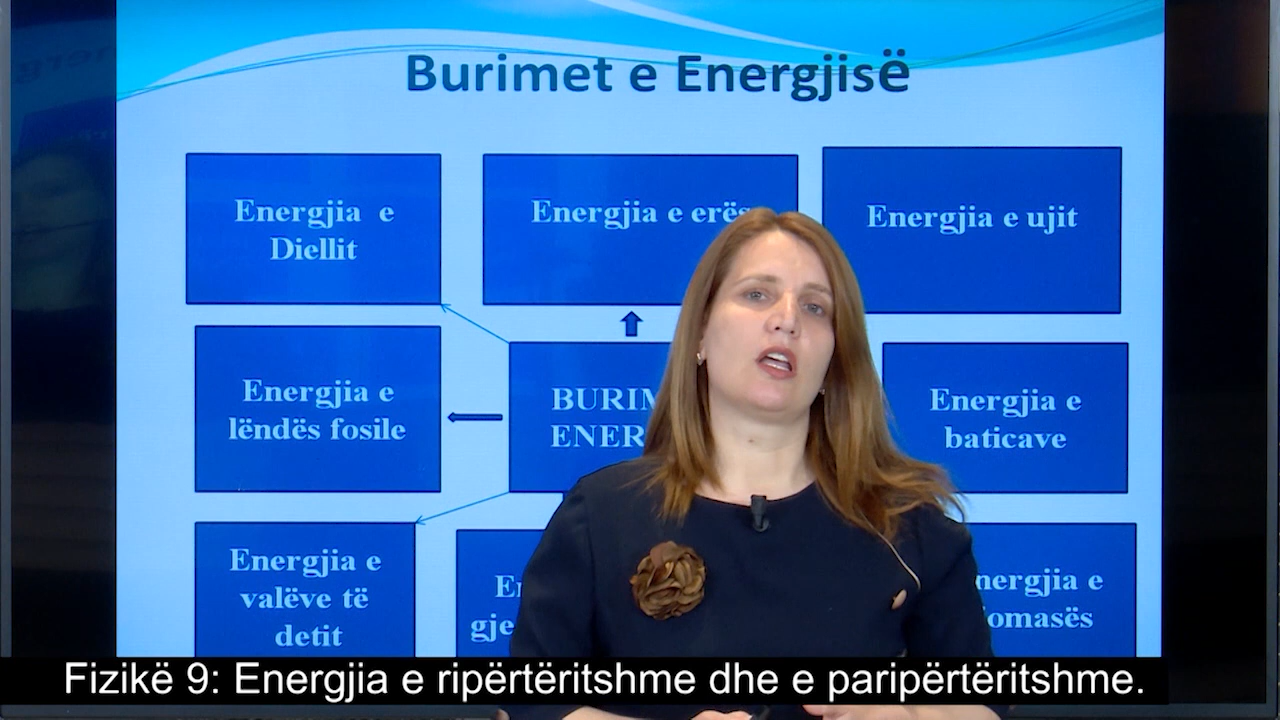 Burimet e Energjisë
Energjia e
Diellit
Energjia e
Energjia e ujit
Energjia e
lëndës fosile
Energjia e
baticave
Energjia e
valëve të
detit
Fizikë 9: Energjia e ripërtëritshme dhe e paripërtëritshme.